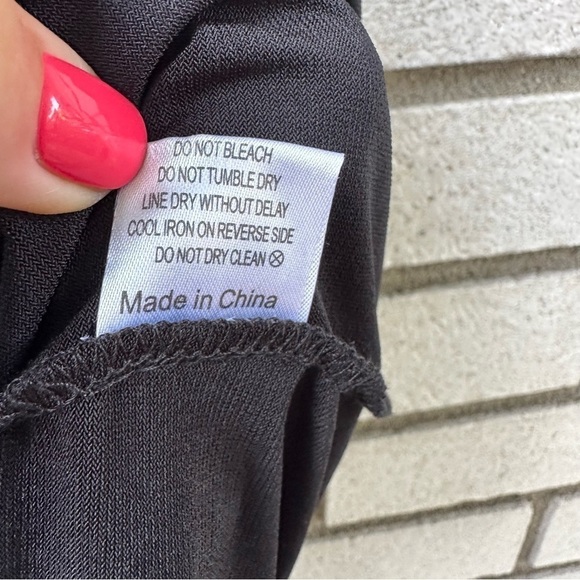 DO NOT BLEACH
DO NOT TUMBLE DRY
LINE DRY WITHOUT DELAY
COOL IRON ON REVERSE SIDE
DO NOT DRY CLEAN
Made in China